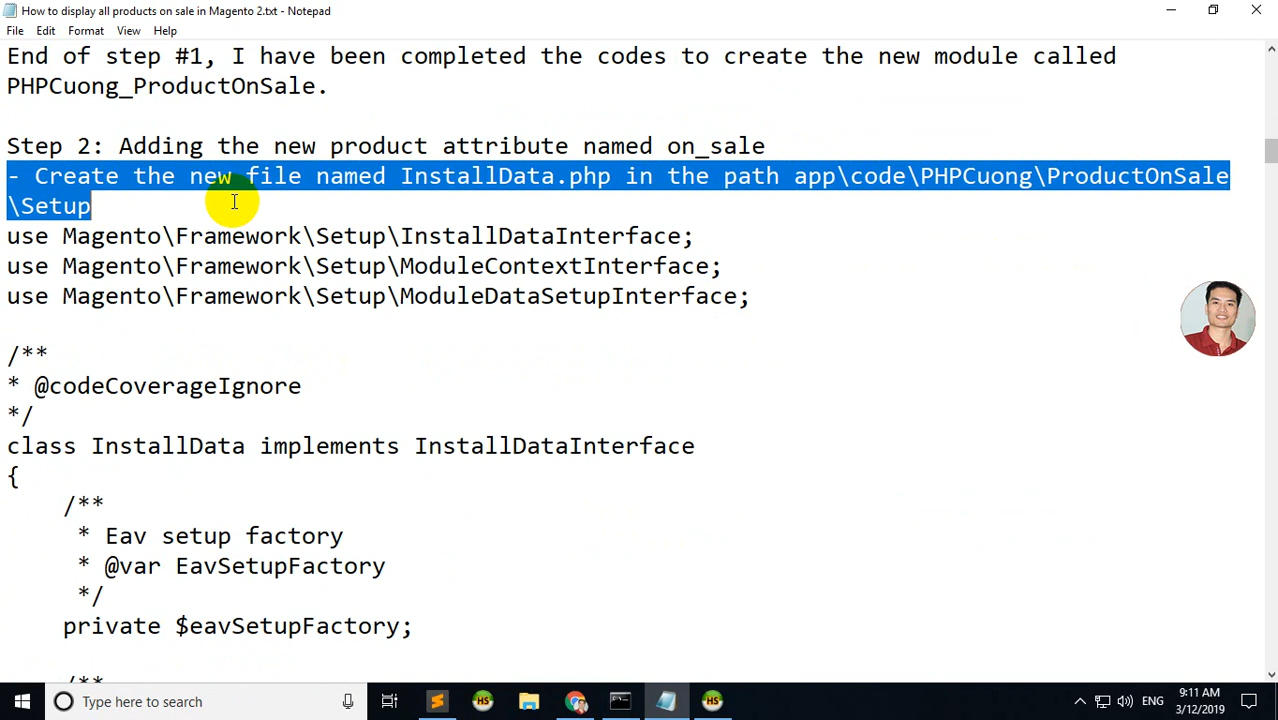 How to display all products on sale in Magento 2.txt - Notepad
File Edit Format View Help
End of step #1, I have been completed the codes to create the new module called
PHPCuong_ProductOnSale.
Step 2: Adding the new product attribute named on_sale
- Create the new file named InstallData.php in the path app\code\PHPCuong\ProductOnSale
\Setup
use Magento\Framework\Setup\InstallDataInterface;
use Magento\Framework\Setup\ModuleContextInterface;
use Magento\Framework\Setup\ModuleDataSetupInterface;
/**
* @codeCoverageIgnore
*/
class InstallData implements InstallDataInterface
{
/**
* Eav setup factory
* @var EavSetupFactory
*/
private $eavSetupFactory;
/**
Type here to search
HS
HS
ENG
9:11 AM
3/12/2019